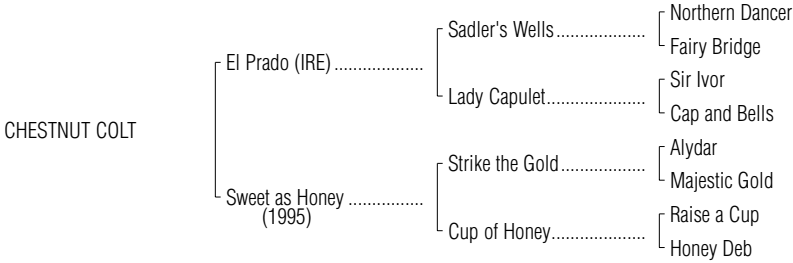 Northern Dancer
Sadler's Wells...................
Fairy Bridge
El Prado (IRE) ...................
Sir Ivor
Lady Capulet.....................
Cap and Bells
CHESTNUT COLT
Alydar
Strike the Gold..................
Majestic Gold
Sweet as Honey ................
(1995)
Raise a Cup
Cup of Honey....................
Honey Deb